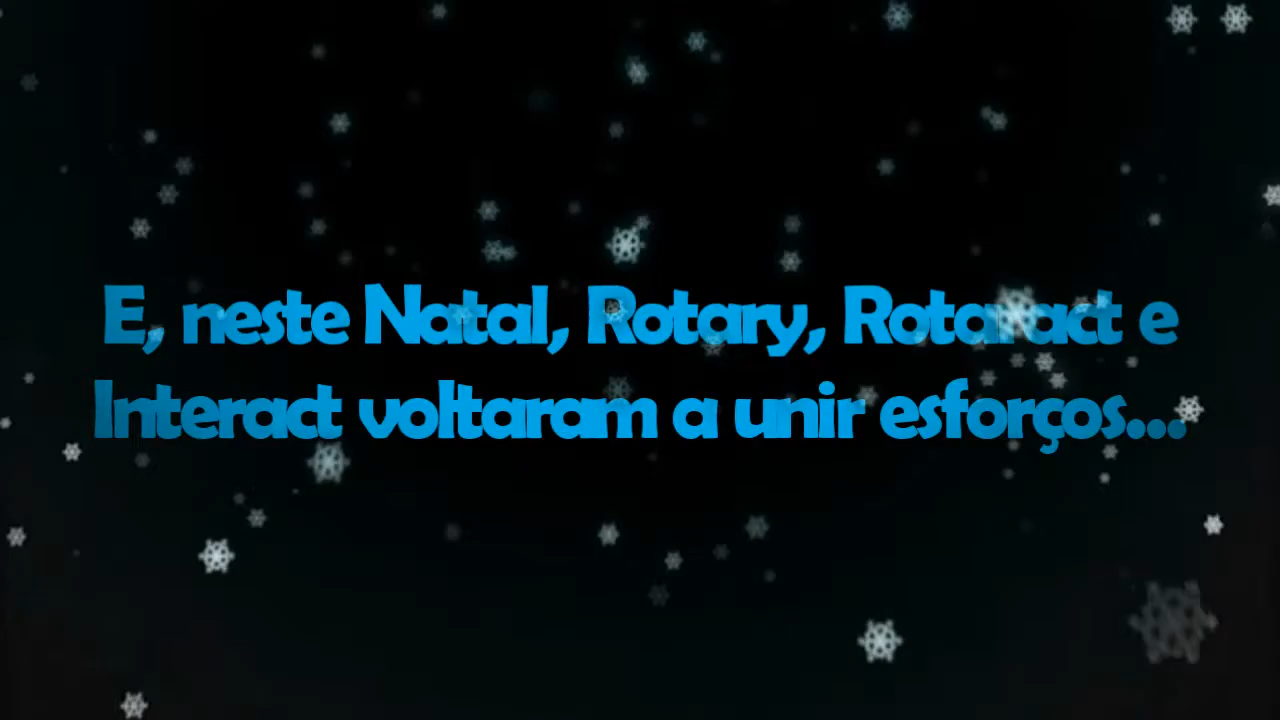 E, neste Natal, Rotary, Rotaract e
Interact voltaram a unir esforços...